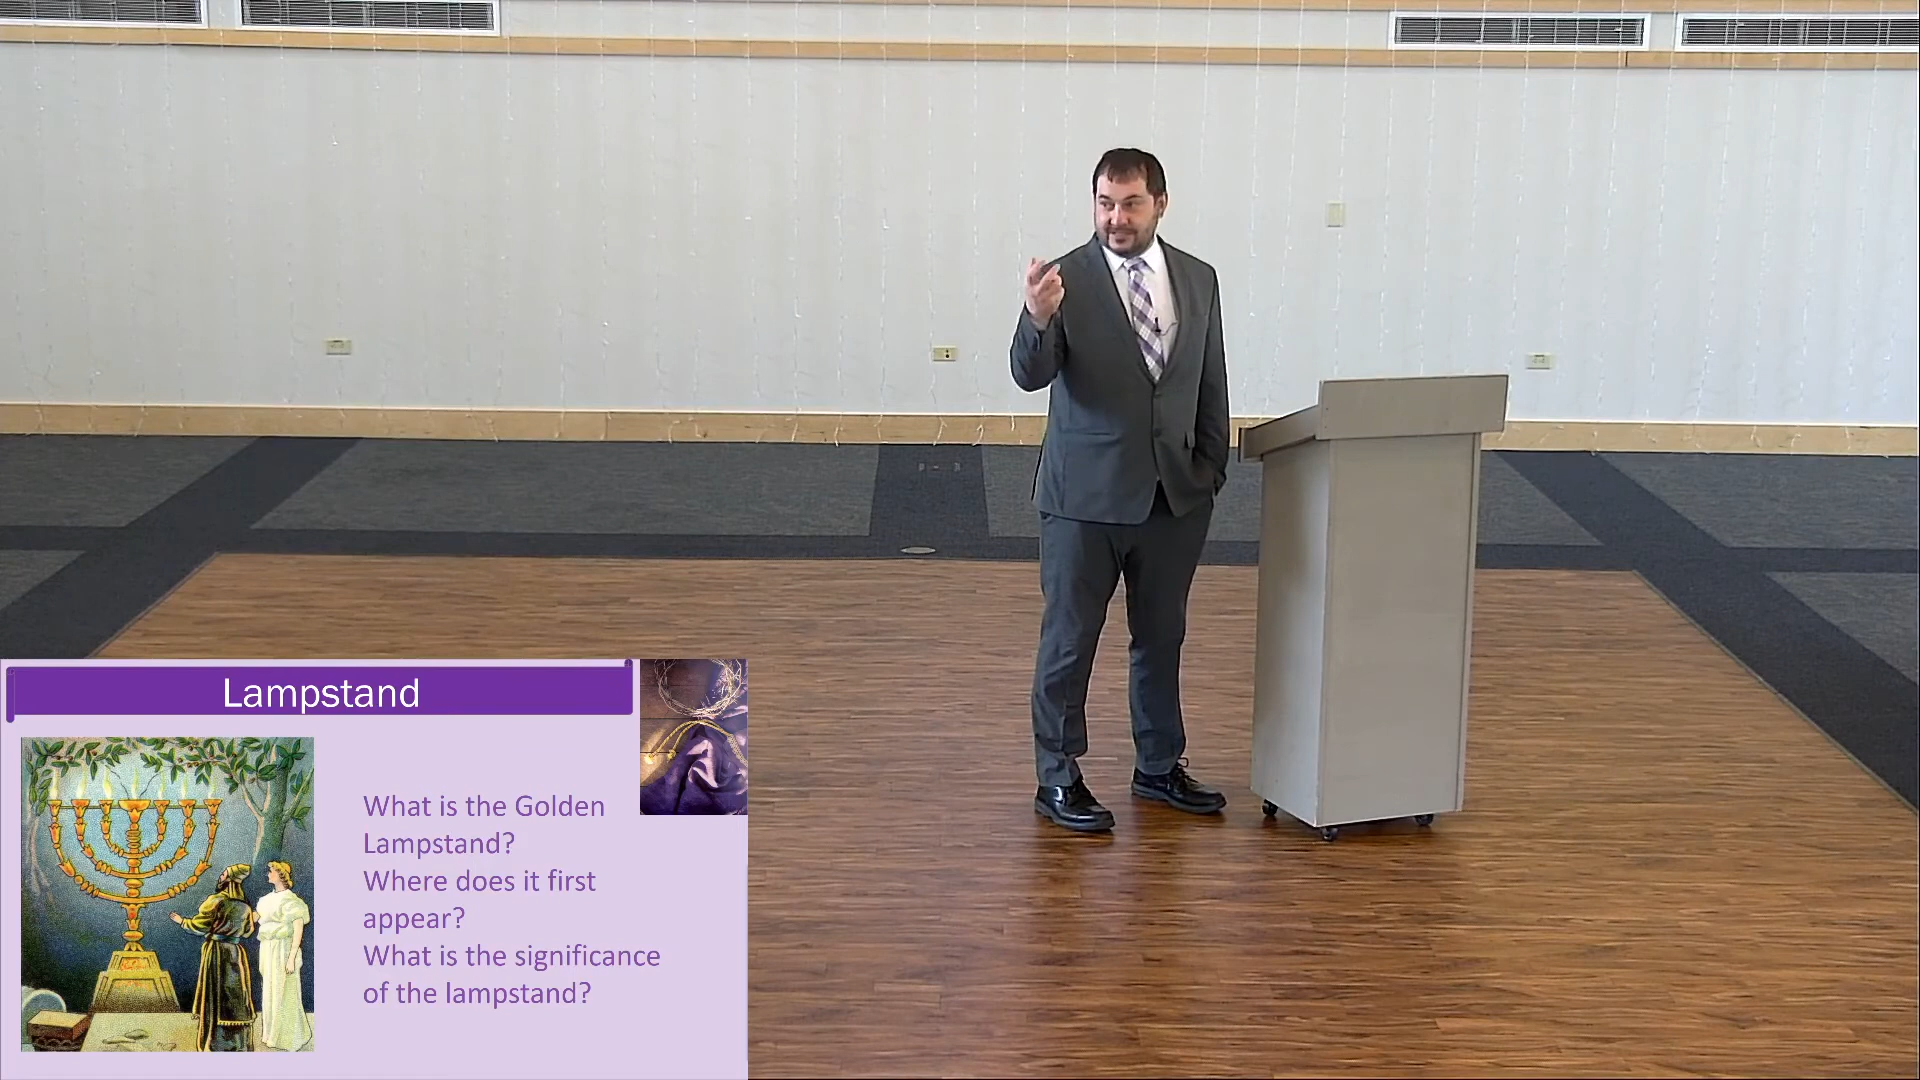 Lampstand
What is the Golden
Lampstand?
Where does it first
appear?
What is the significance
of the lampstand?